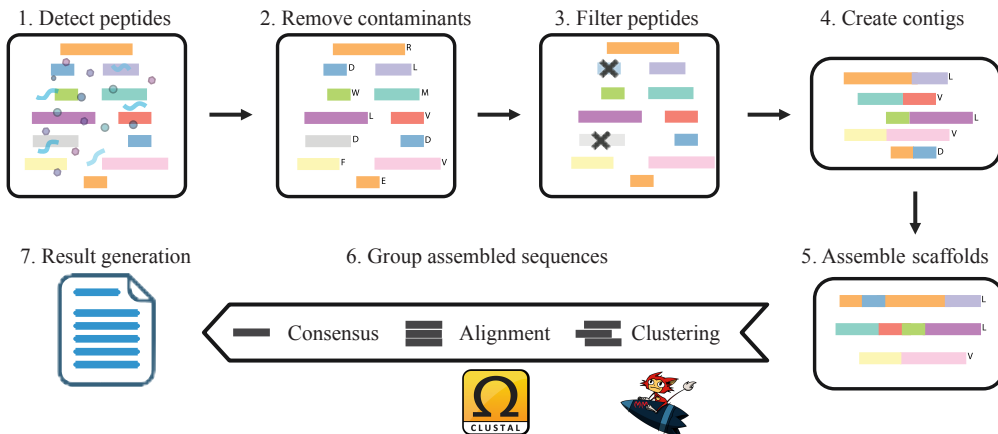 1. Detect peptides
2. Remove contaminants
3. Filter peptides
4. Create contigs
R
D
L
W
M
L
V
D
D
F
V
E
L
V
L
V
D
7. Result generation
6. Group assembled sequences
5. Assemble scaffolds
Consensus
Alignment
Clustering
L
L
V
Ω
CLUSTAL